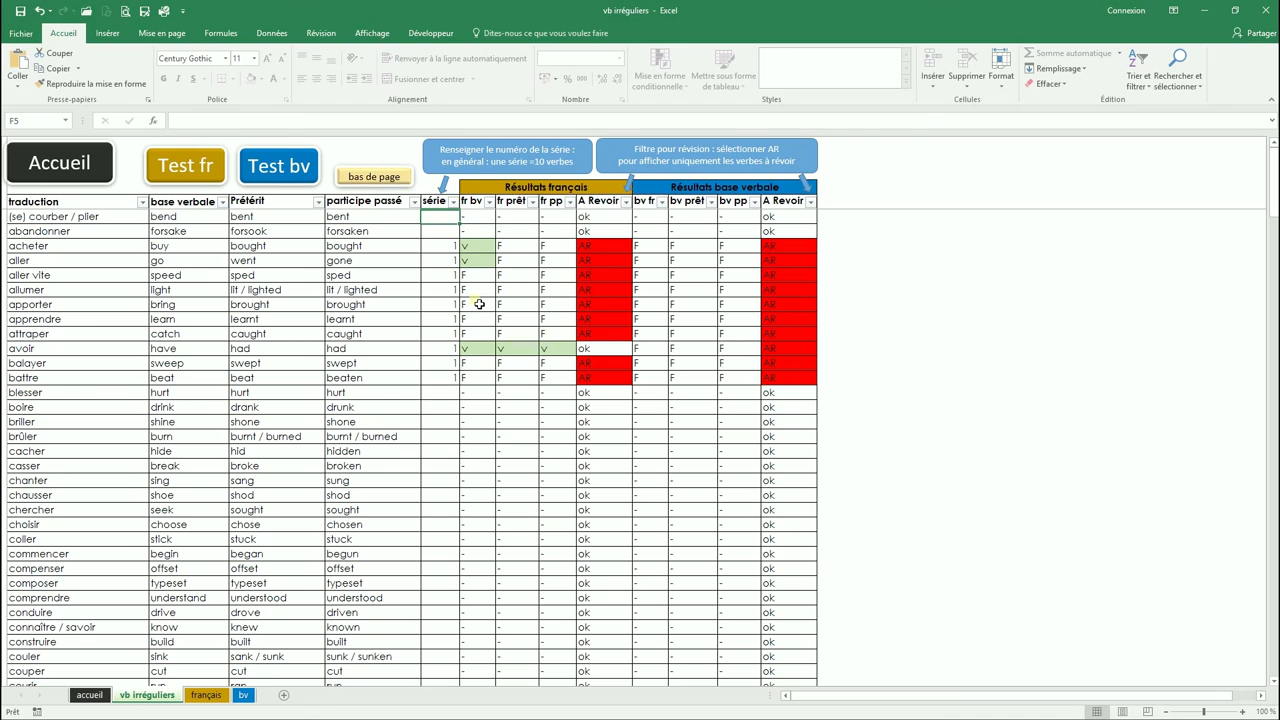 vb irréguliers - Excel
Connexion
Fichier Accueil Insérer Mise en page Formules Données Révision Affichage Développeur Dites-nous ce que vous voulez faire Partager
Coller
Couper
Copier
Reproduire la mise en forme
Century Gothic 11
Renvoyer à la ligne automatiquement
Fusionner et centrer
Mise en forme conditionnelle
Mettre sous forme de tableau
Insérer Supprimer Format
Somme automatique
Remplissage
Effacer
Trier et filtrer
Rechercher et sélectionner
Presse-papiers Police Alignement Nombre Styles Cellules Édition
F5
Accueil
Test fr
Test bv
bas de page
Renseigner le numéro de la série :
en général : une série =10 verbes
Filtre pour révision : sélectionner AR
pour afficher uniquement les verbes à révoir
Résultats français Résultats base verbale
traduction base verbale Prétérit participe passé série fr bv fr prêt fr pp A Revoir bv fr bv prêt bv pp A Revoir
(se) courber / plier bend bent bent - - - ok - - - ok
abandonner forsake forsook forsaken - - - ok - - - ok
acheter buy bought bought 1 v F F AR F F F AR
aller go went gone 1 v F F AR F F F AR
aller vite speed sped sped 1 F F F AR F F F AR
allumer light lit / lighted lit / lighted 1 F F F AR F F F AR
apporter bring brought brought 1 F F F AR F F F AR
apprendre learn learnt learnt 1 F F F AR F F F AR
attraper catch caught caught 1 F F F AR F F F AR
avoir have had had 1 v v v ok F F F AR
balayer sweep swept swept 1 F F F AR F F F AR
battre beat beat beaten 1 F F F AR F F F AR
blesser hurt hurt hurt - - - ok - - - ok
boire drink drank drunk - - - ok - - - ok
briller shine shone shone - - - ok - - - ok
brûler burn burnt / burned burnt / burned - - - ok - - - ok
cacher hide hid hidden - - - ok - - - ok
casser break broke broken - - - ok - - - ok
chanter sing sang sung - - - ok - - - ok
chausser shoe shod shod - - - ok - - - ok
chercher seek sought sought - - - ok - - - ok
choisir choose chose chosen - - - ok - - - ok
coller stick stuck stuck - - - ok - - - ok
commencer begin began begun - - - ok - - - ok
compenser offset offset offset - - - ok - - - ok
composer typeset typeset typeset - - - ok - - - ok
comprendre understand understood understood - - - ok - - - ok
conduire drive drove driven - - - ok - - - ok
connaître / savoir know knew known - - - ok - - - ok
construire build built built - - - ok - - - ok
couler sink sank / sunk sunk / sunken - - - ok - - - ok
couper cut cut cut - - - ok - - - ok
courir run ran run - - - ok - - - ok
accueil vb irréguliers français bv
Prêt
100 %